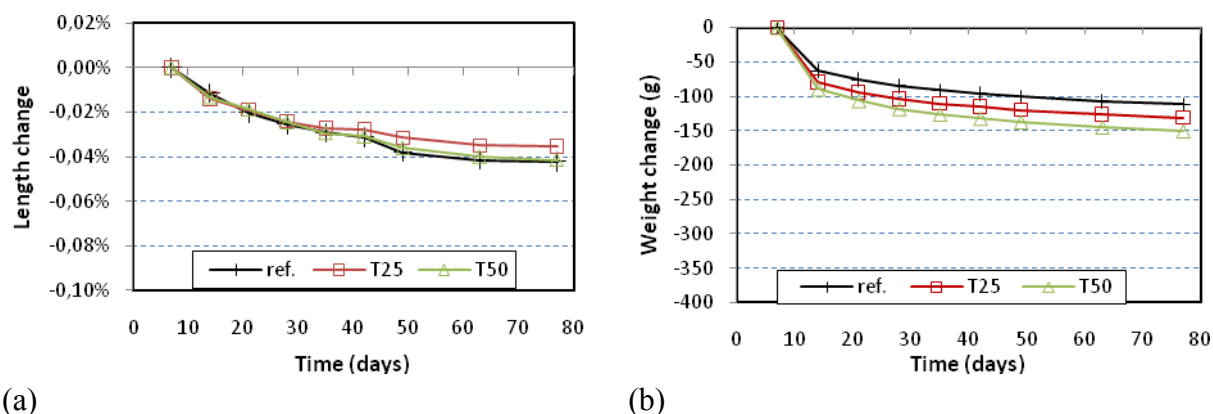 0,02%
0,00%
-0,02%
-0,04%
-0,06%
-0,08%
-0,10%
Length change
ref. T25 T50
0 10 20 30 40 50 60 70 80
Time (days)
(a)
0
-50
-100
-150
-200
-250
-300
-350
-400
Weight change (g)
ref. T25 T50
0 10 20 30 40 50 60 70 80
Time (days)
(b)